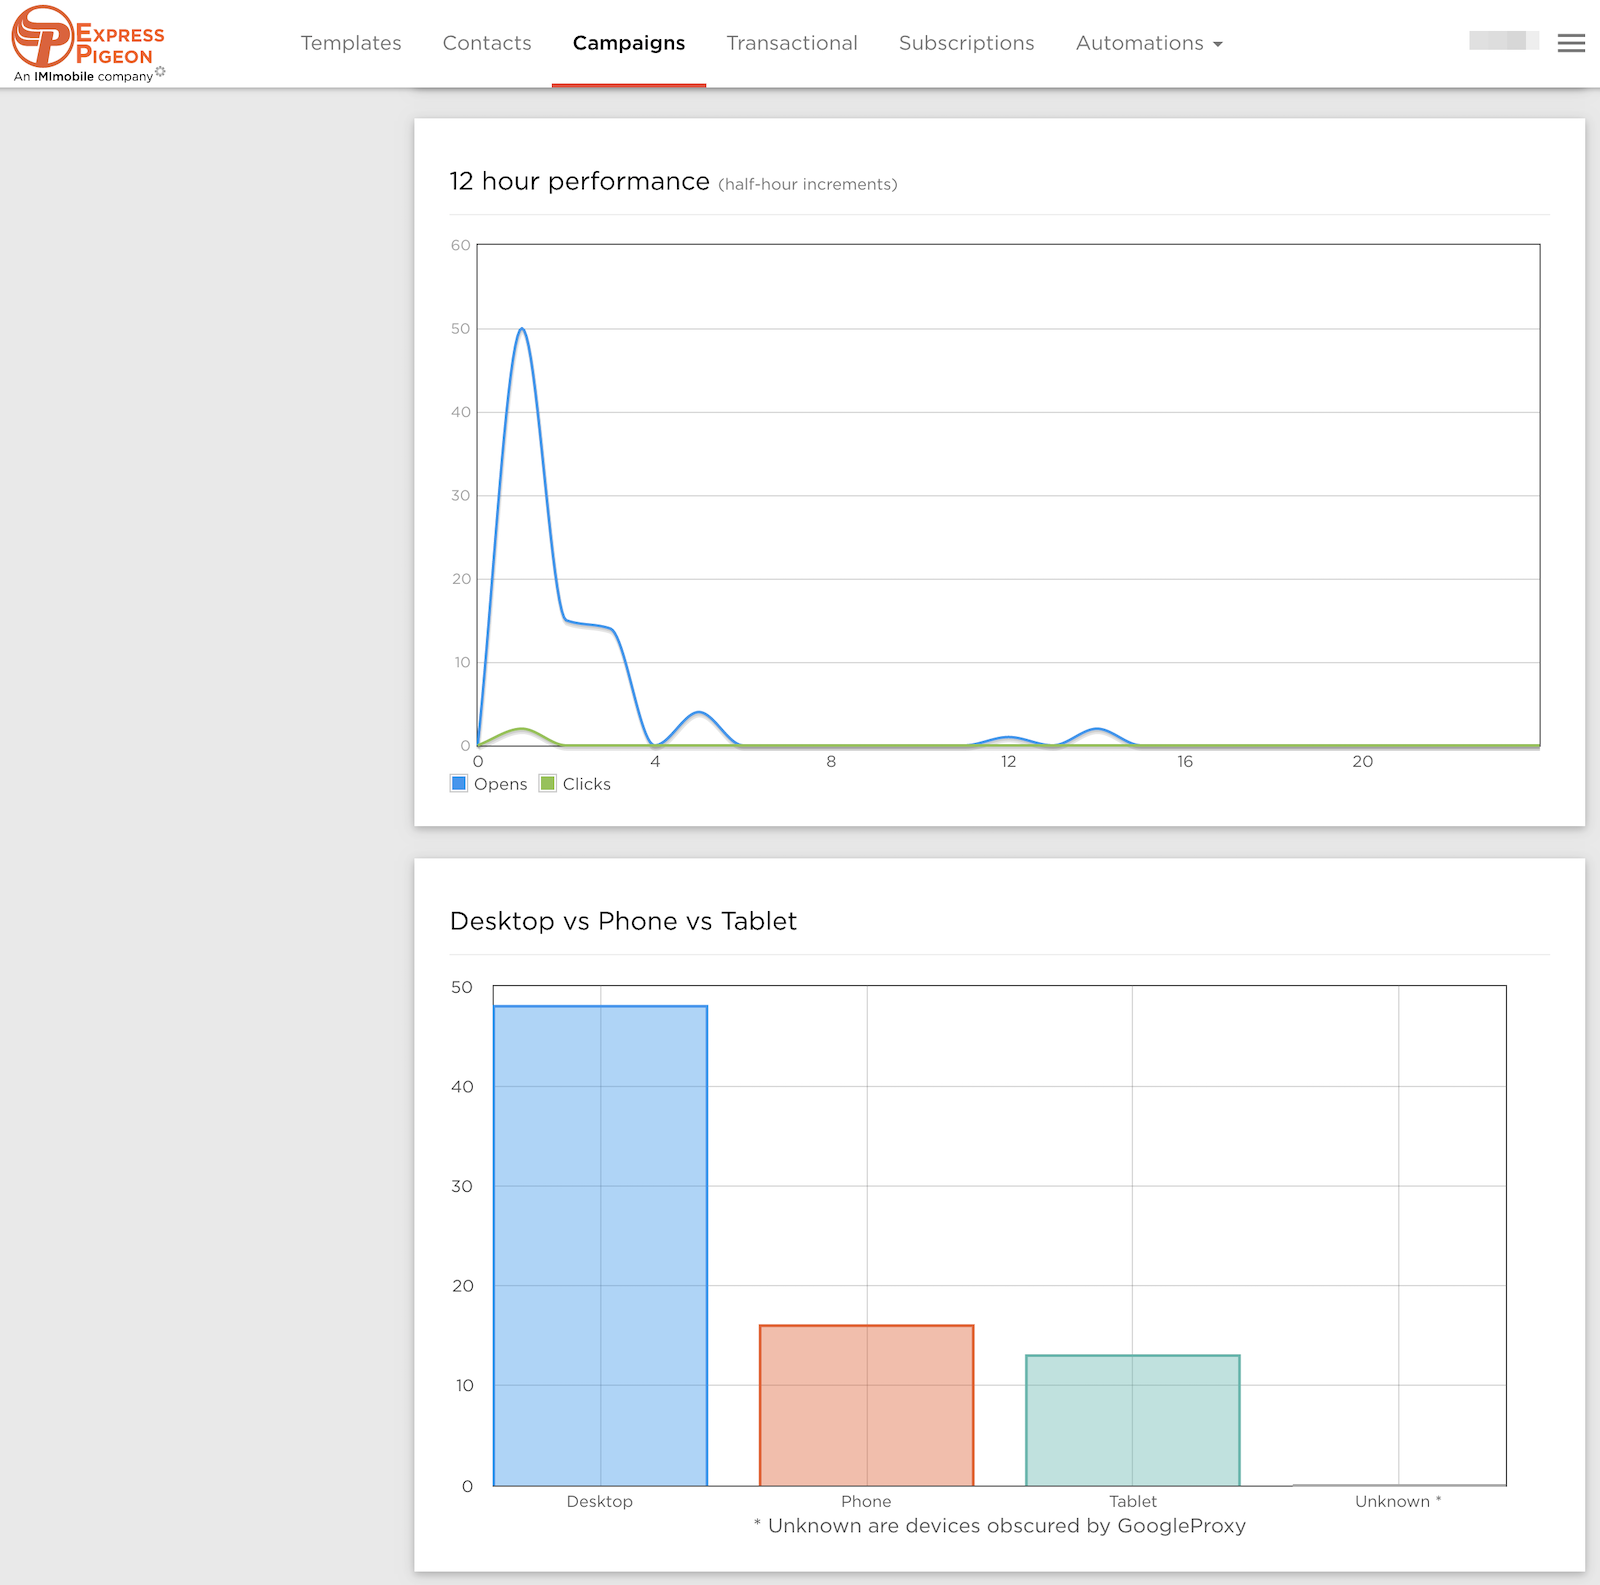 EXPRESS
PIGEON
An IMImobile company
Templates Contacts Campaigns Transactional Subscriptions Automations
12 hour performance (half-hour increments)
60
50
40
30
20
10
0
0 4 8 12 16 20
Opens Clicks
Desktop vs Phone vs Tablet
50
40
30
20
10
0
Desktop Phone Tablet Unknown *
* Unknown are devices obscured by GoogleProxy